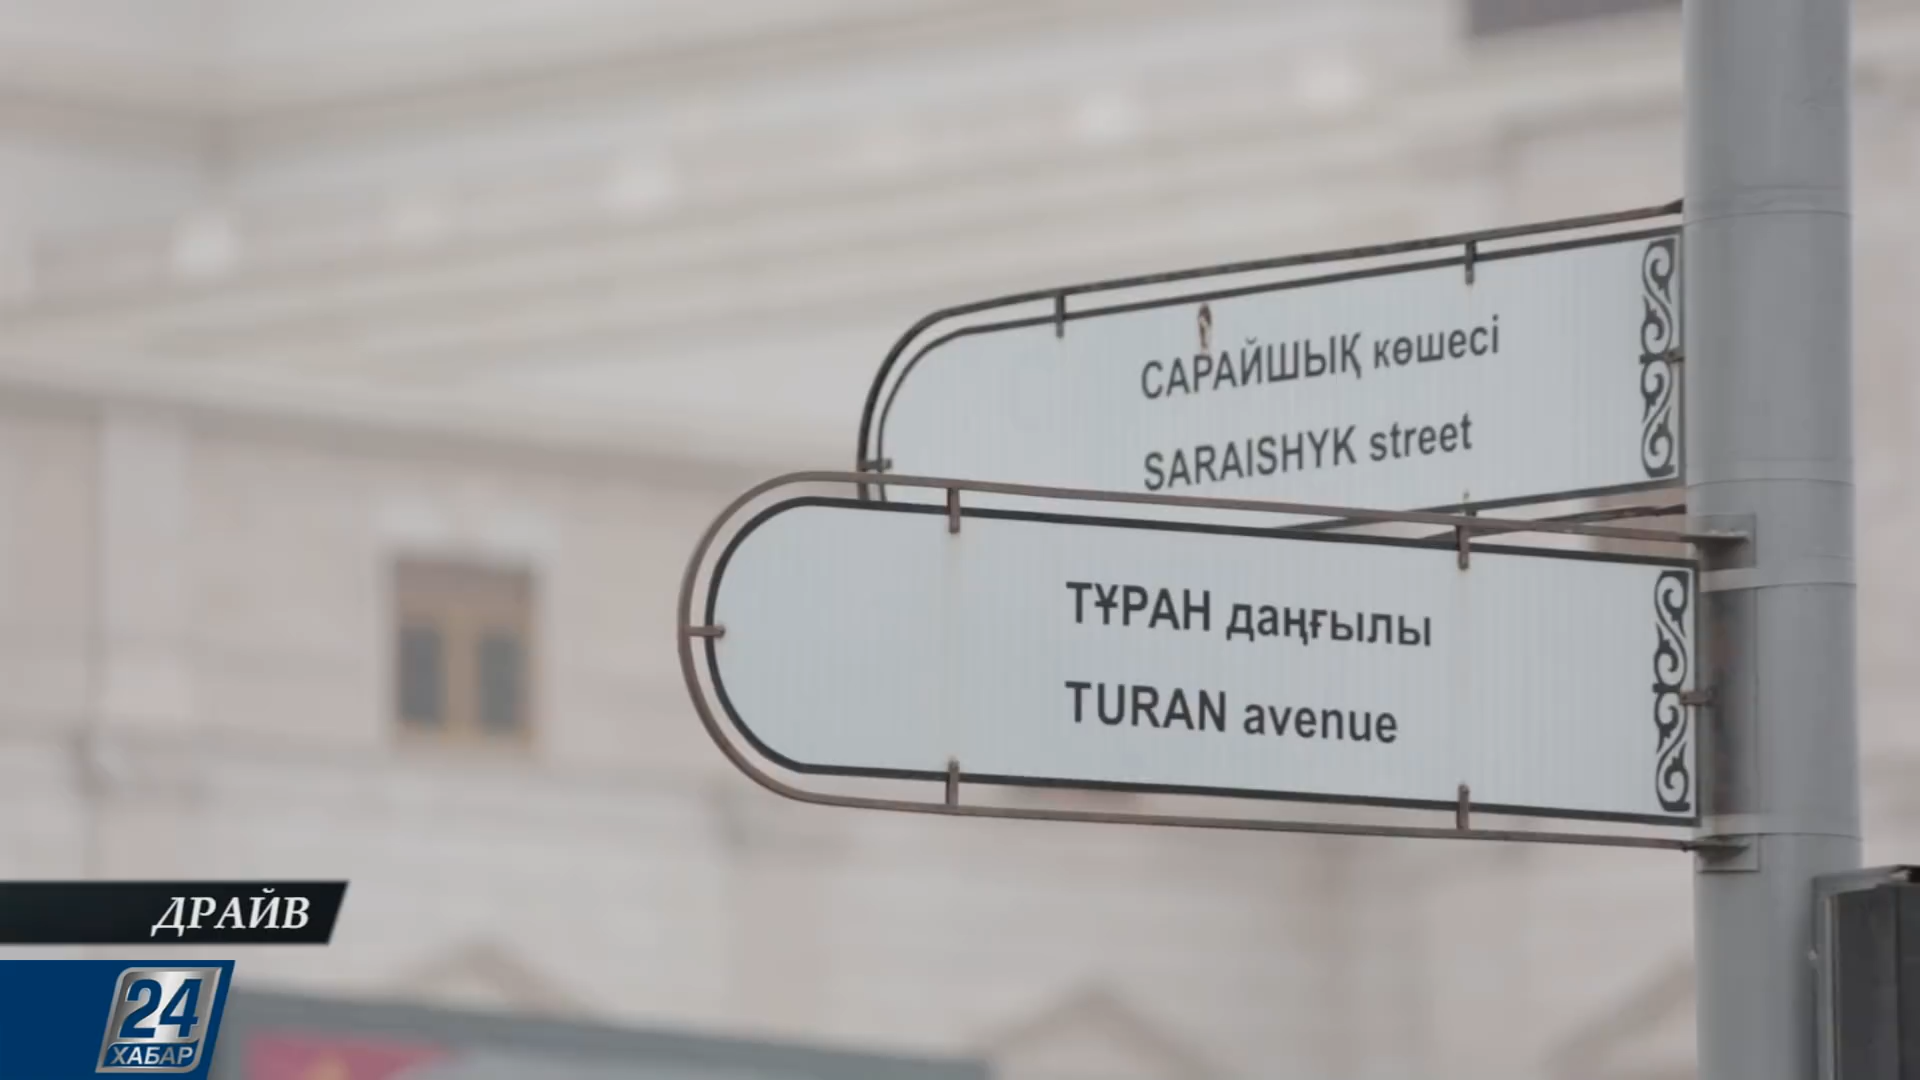 САРАЙШЫҚ көшесі
SARAISHYK street
ТҰРАН даңғылы
TURAN avenue
ДРАЙВ
24
ХАБАР